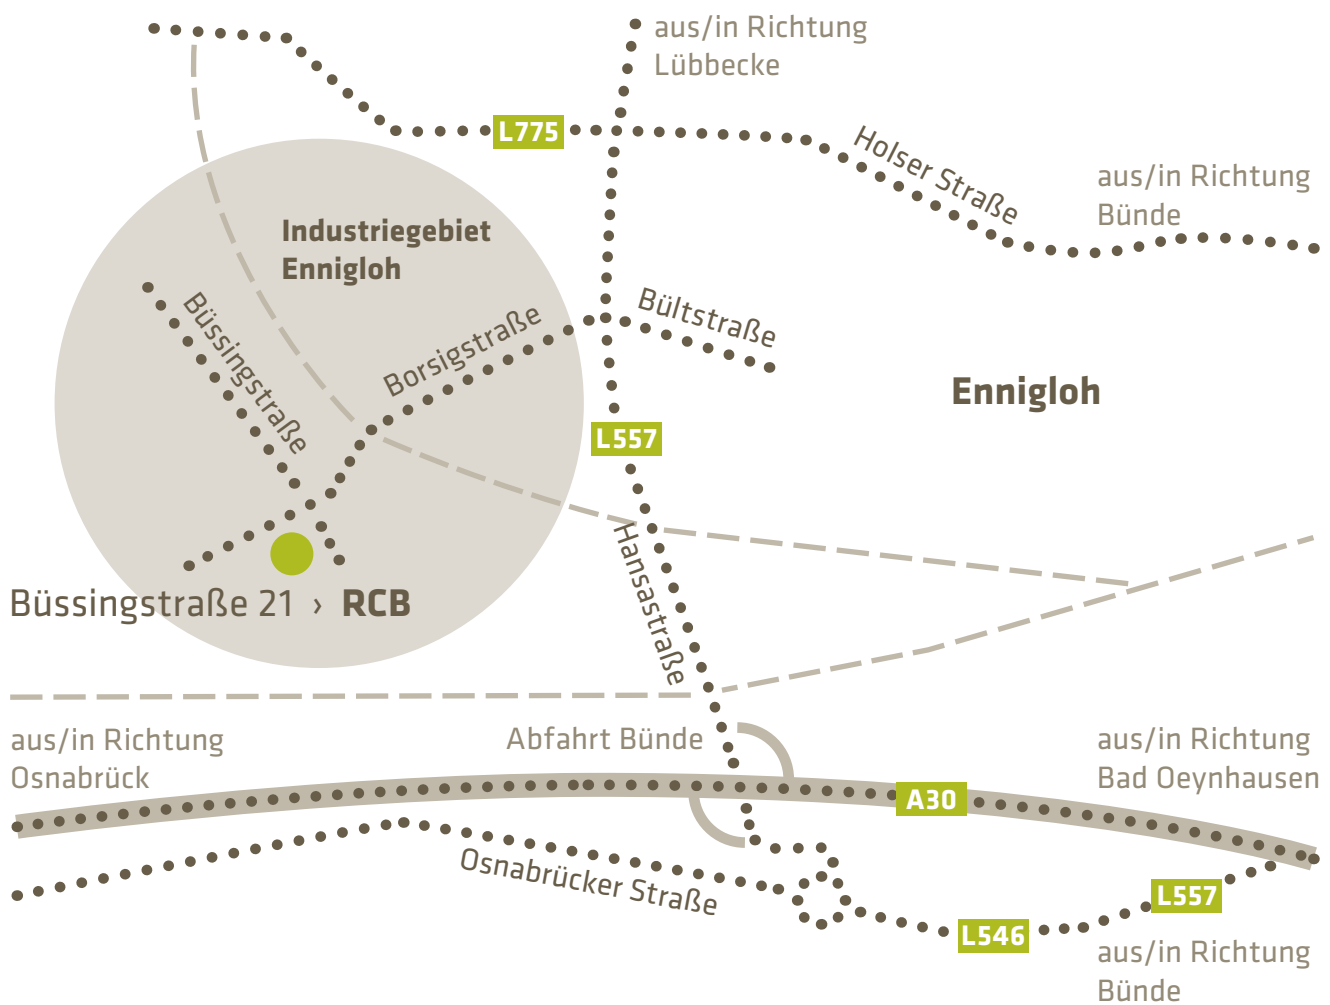 aus/in Richtung
Lübbecke
L775
Holser Straße
aus/in Richtung
Bünde
Industriegebiet
Ennigloh
Büssingstraße
Borsigstraße
Bültstraße
Ennigloh
L557
Hansastraße
Büssingstraße 21 › RCB
aus/in Richtung
Osnabrück
Abfahrt Bünde
aus/in Richtung
Bad Oeynhausen
A30
Osnabrücker Straße
L557
L546
aus/in Richtung
Bünde